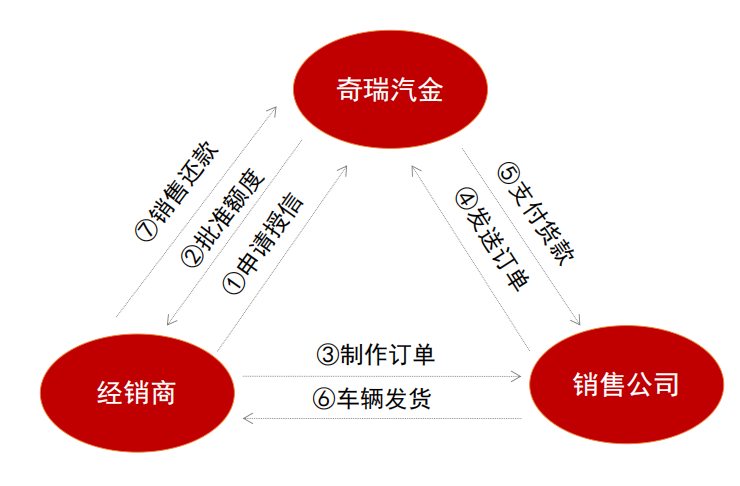 奇瑞汽金
⑦销售还款
②批准额度
①申请授信
④发送订单
⑤支付货款
③制作订单
⑥车辆发货
经销商
销售公司